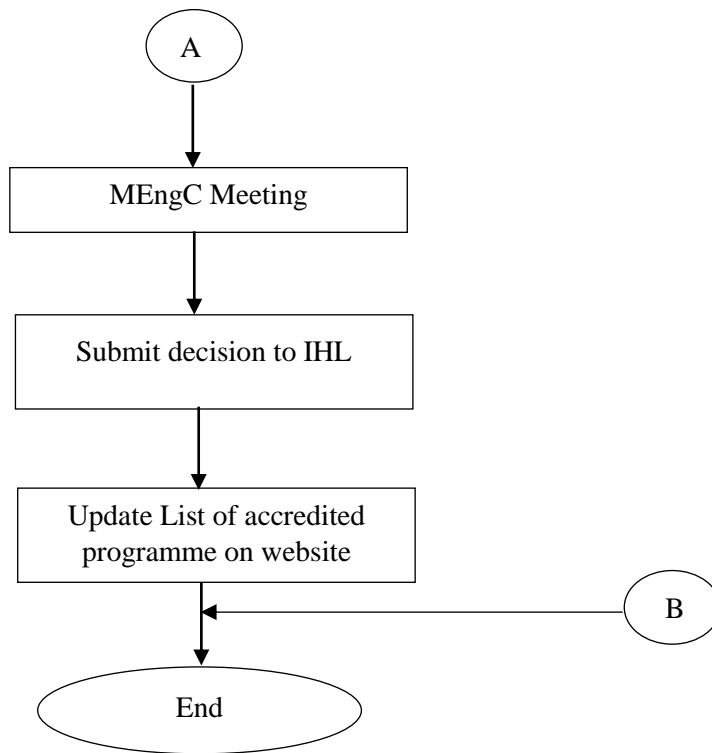 A
MEngC Meeting
Submit decision to IHL
Update List of accredited
programme on website
B
End